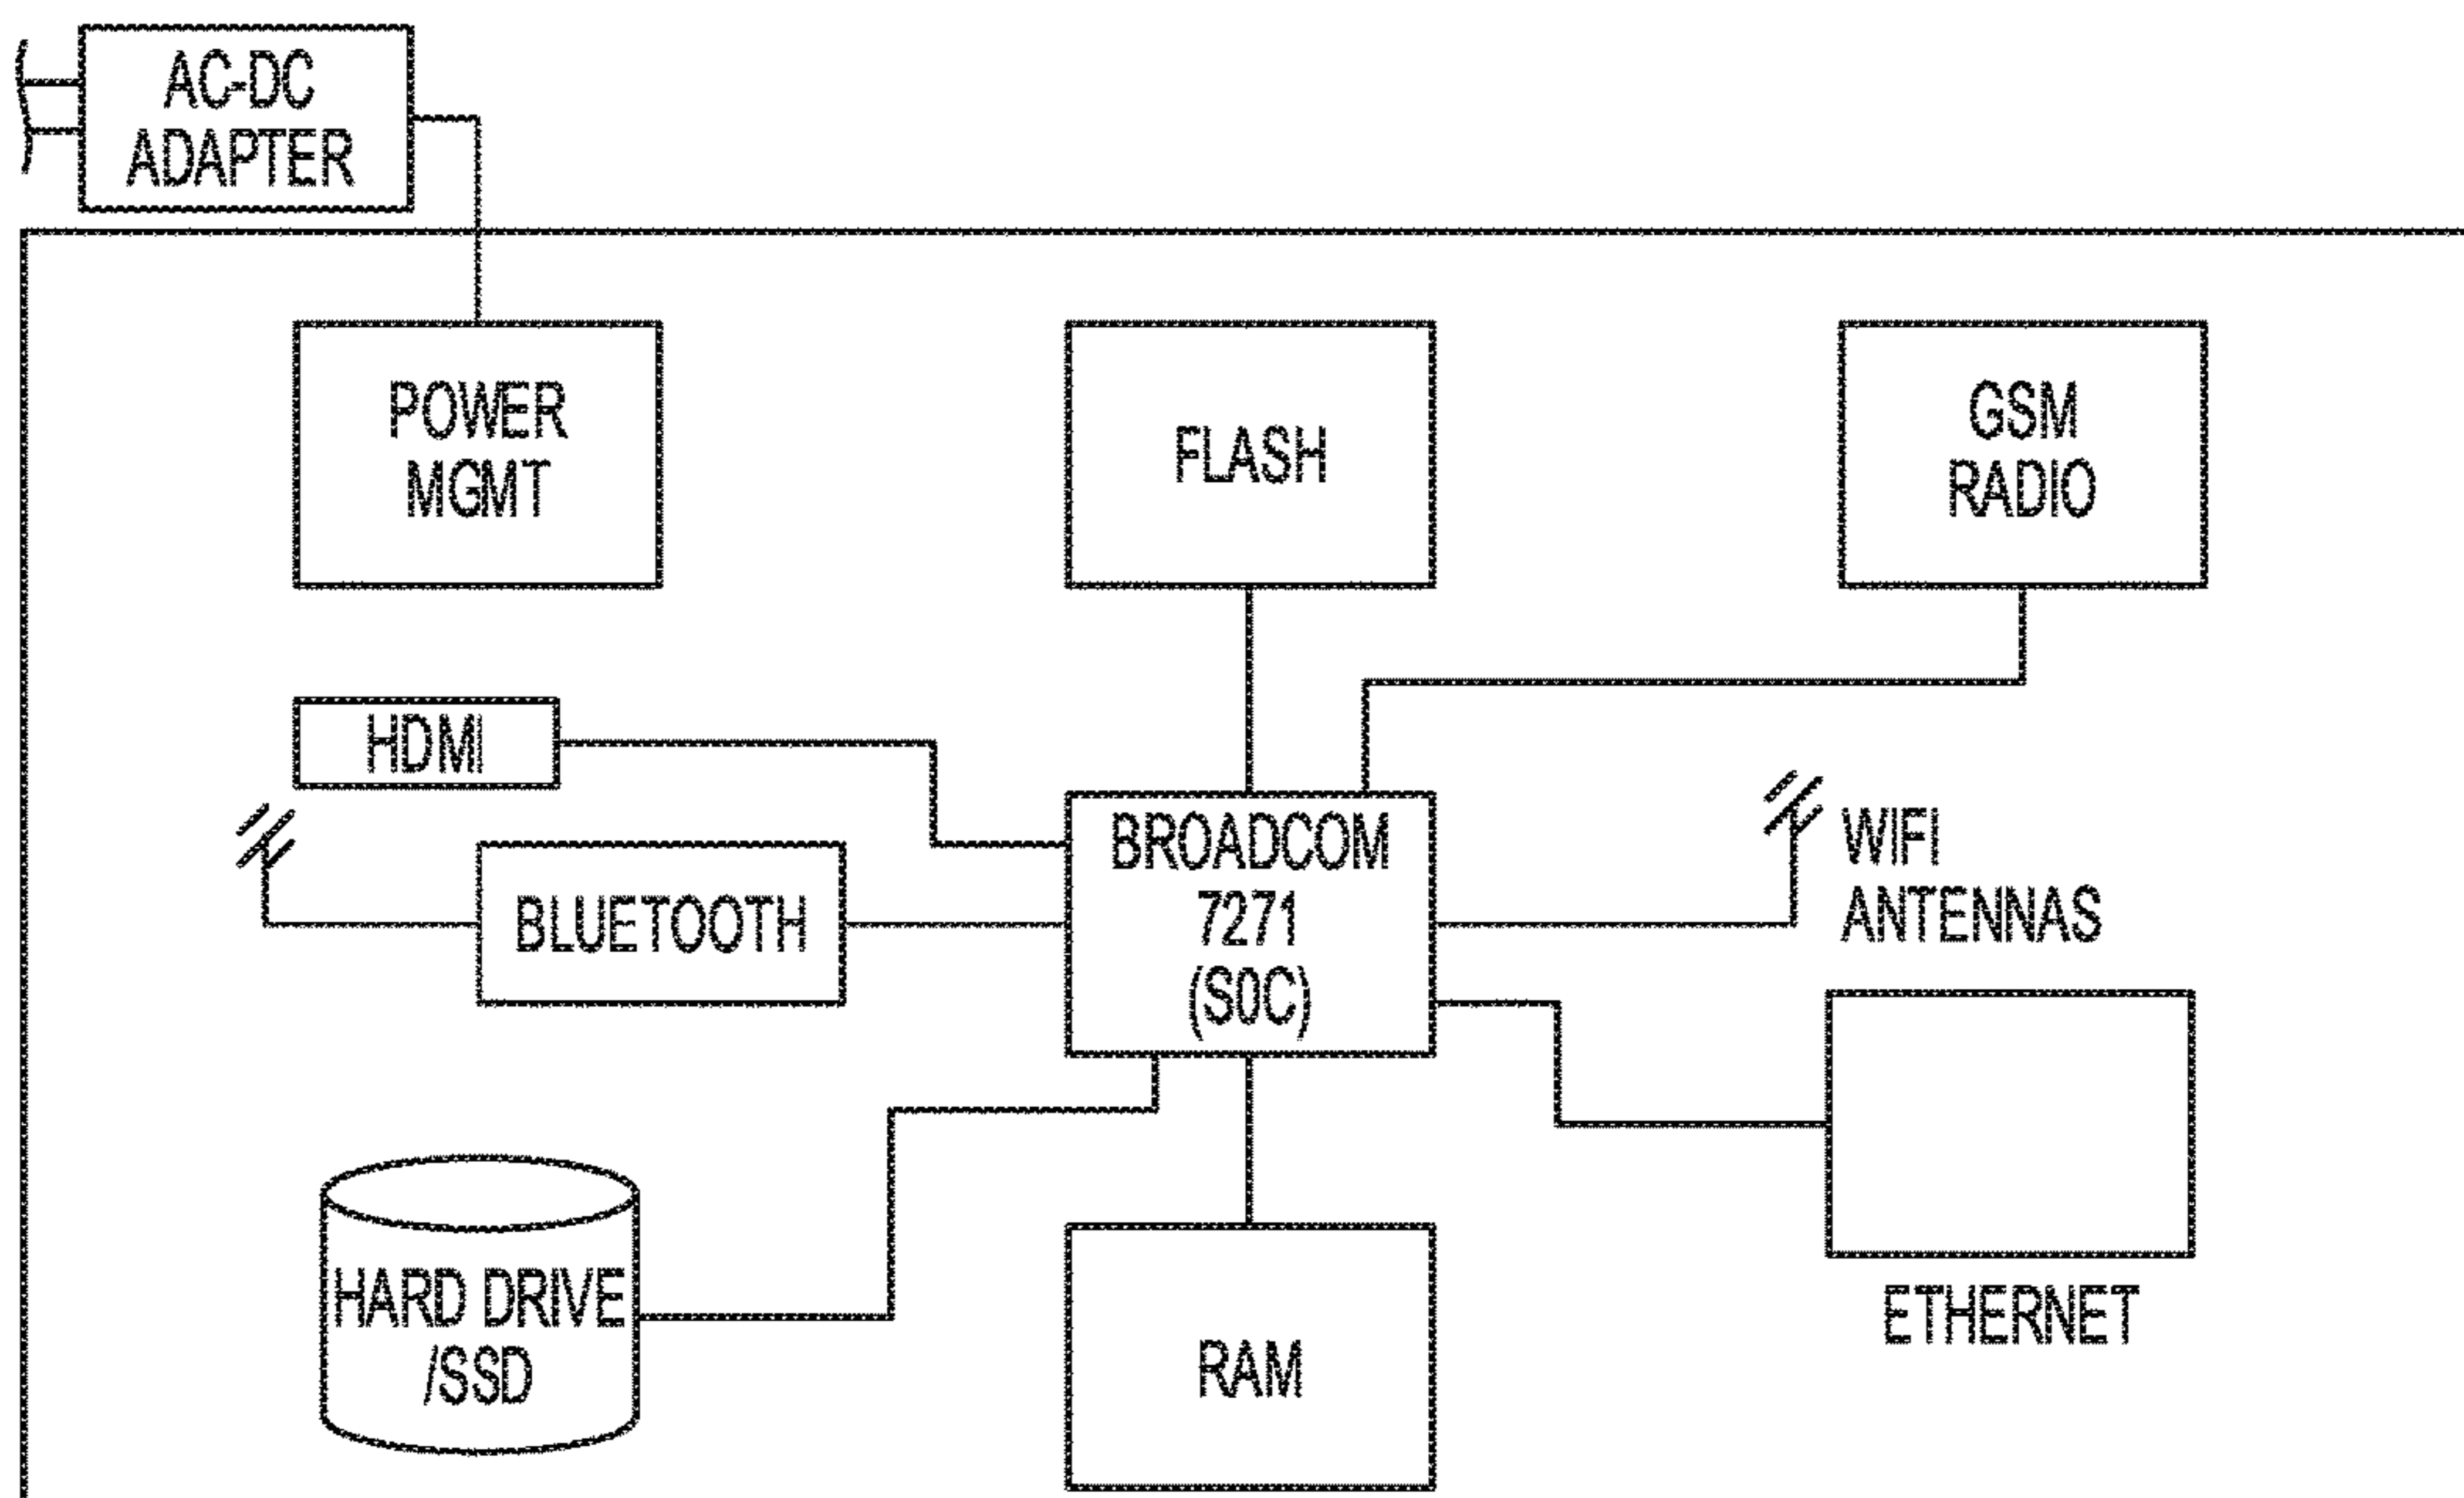 AC-DC
ADAPTER
POWER
MGMT
FLASH
GSM
RADIO
HDMI
BLUETOOTH
BROADCOM
7271
(S0C)
WIFI
ANTENNAS
HARD DRIVE
/SSD
RAM
ETHERNET